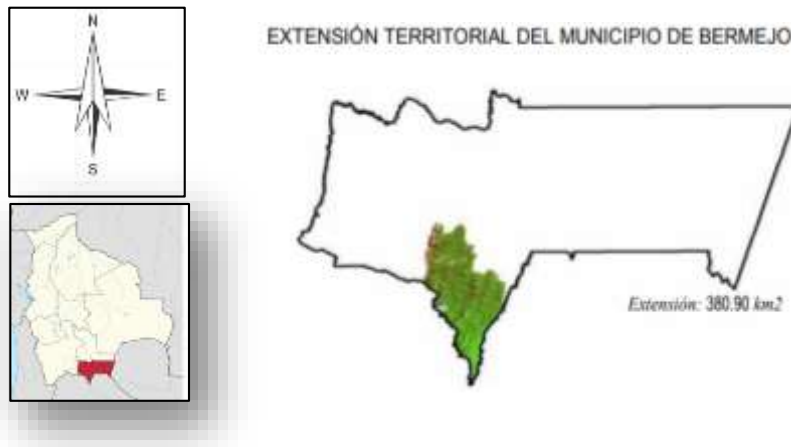 N
W E
S
EXTENSIÓN TERRITORIAL DEL MUNICIPIO DE BERMEJO
Extensión: 380.90 km2